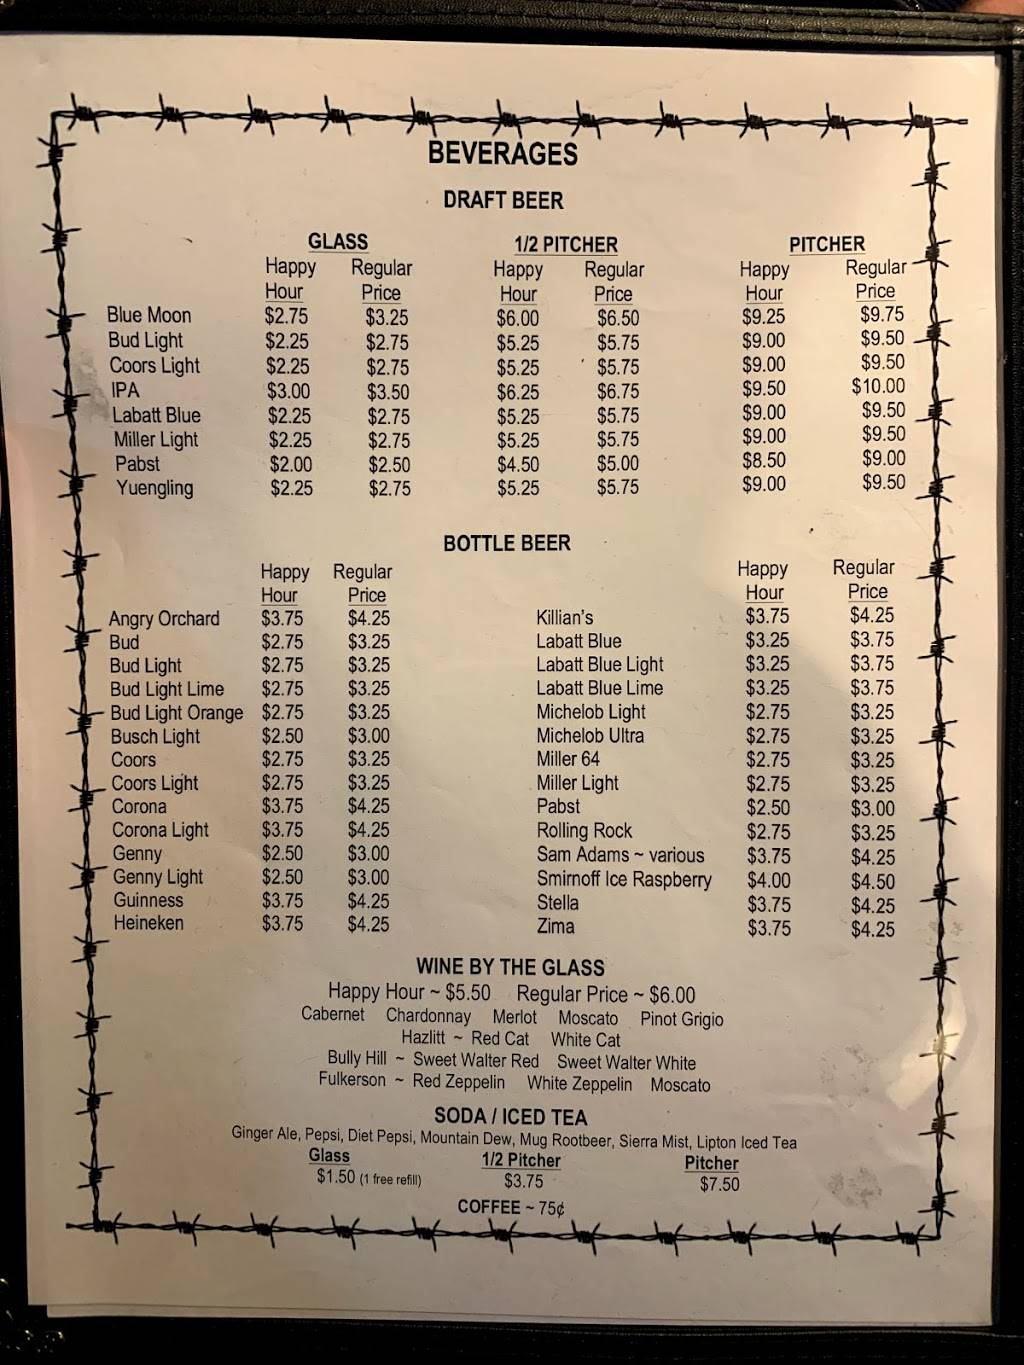 BEVERAGES
DRAFT BEER
GLASS 1/2 PITCHER PITCHER
Happy Regular Happy Regular Happy Regular
Hour Price Hour Price Hour Price
Blue Moon $2.75 $3.25 $6.00 $6.50 $9.25 $9.75
Bud Light $2.25 $2.75 $5.25 $5.75 $9.00 $9.50
Coors Light $2.25 $2.75 $5.25 $5.75 $9.00 $9.50
IPA $3.00 $3.50 $6.25 $6.75 $9.50 $10.00
Labatt Blue $2.25 $2.75 $5.25 $5.75 $9.00 $9.50
Miller Light $2.25 $2.75 $5.25 $5.75 $9.00 $9.50
Pabst $2.00 $2.50 $4.50 $5.00 $8.50 $9.00
Yuengling $2.25 $2.75 $5.25 $5.75 $9.00 $9.50
BOTTLE BEER
Happy Regular Happy Regular
Hour Price Hour Price
Angry Orchard $3.75 $4.25 Killian's $3.75 $4.25
Bud $2.75 $3.25 Labatt Blue $3.25 $3.75
Bud Light $2.75 $3.25 Labatt Blue Light $3.25 $3.75
Bud Light Lime $2.75 $3.25 Labatt Blue Lime $3.25 $3.75
Bud Light Orange $2.75 $3.25 Michelob Light $2.75 $3.25
Busch Light $2.50 $3.00 Michelob Ultra $2.75 $3.25
Coors $2.75 $3.25 Miller 64 $2.75 $3.25
Coors Light $2.75 $3.25 Miller Light $2.75 $3.25
Corona $3.75 $4.25 Pabst $2.50 $3.00
Corona Light $3.75 $4.25 Rolling Rock $2.75 $3.25
Genny $2.50 $3.00 Sam Adams ~ various $3.75 $4.25
Genny Light $2.50 $3.00 Smirnoff Ice Raspberry $4.00 $4.50
Guinness $3.75 $4.25 Stella $3.75 $4.25
Heineken $3.75 $4.25 Zima $3.75 $4.25
WINE BY THE GLASS
Happy Hour ~ $5.50 Regular Price ~ $6.00
Cabernet Chardonnay Merlot Moscato Pinot Grigio
Hazlitt ~ Red Cat White Cat
Bully Hill ~ Sweet Walter Red Sweet Walter White
Fulkerson ~ Red Zeppelin White Zeppelin Moscato
SODA / ICED TEA
Ginger Ale, Pepsi, Diet Pepsi, Mountain Dew, Mug Rootbeer, Sierra Mist, Lipton Iced Tea
Glass 1/2 Pitcher Pitcher
$1.50 (1 free refill) $3.75 $7.50
COFFEE ~ 75¢